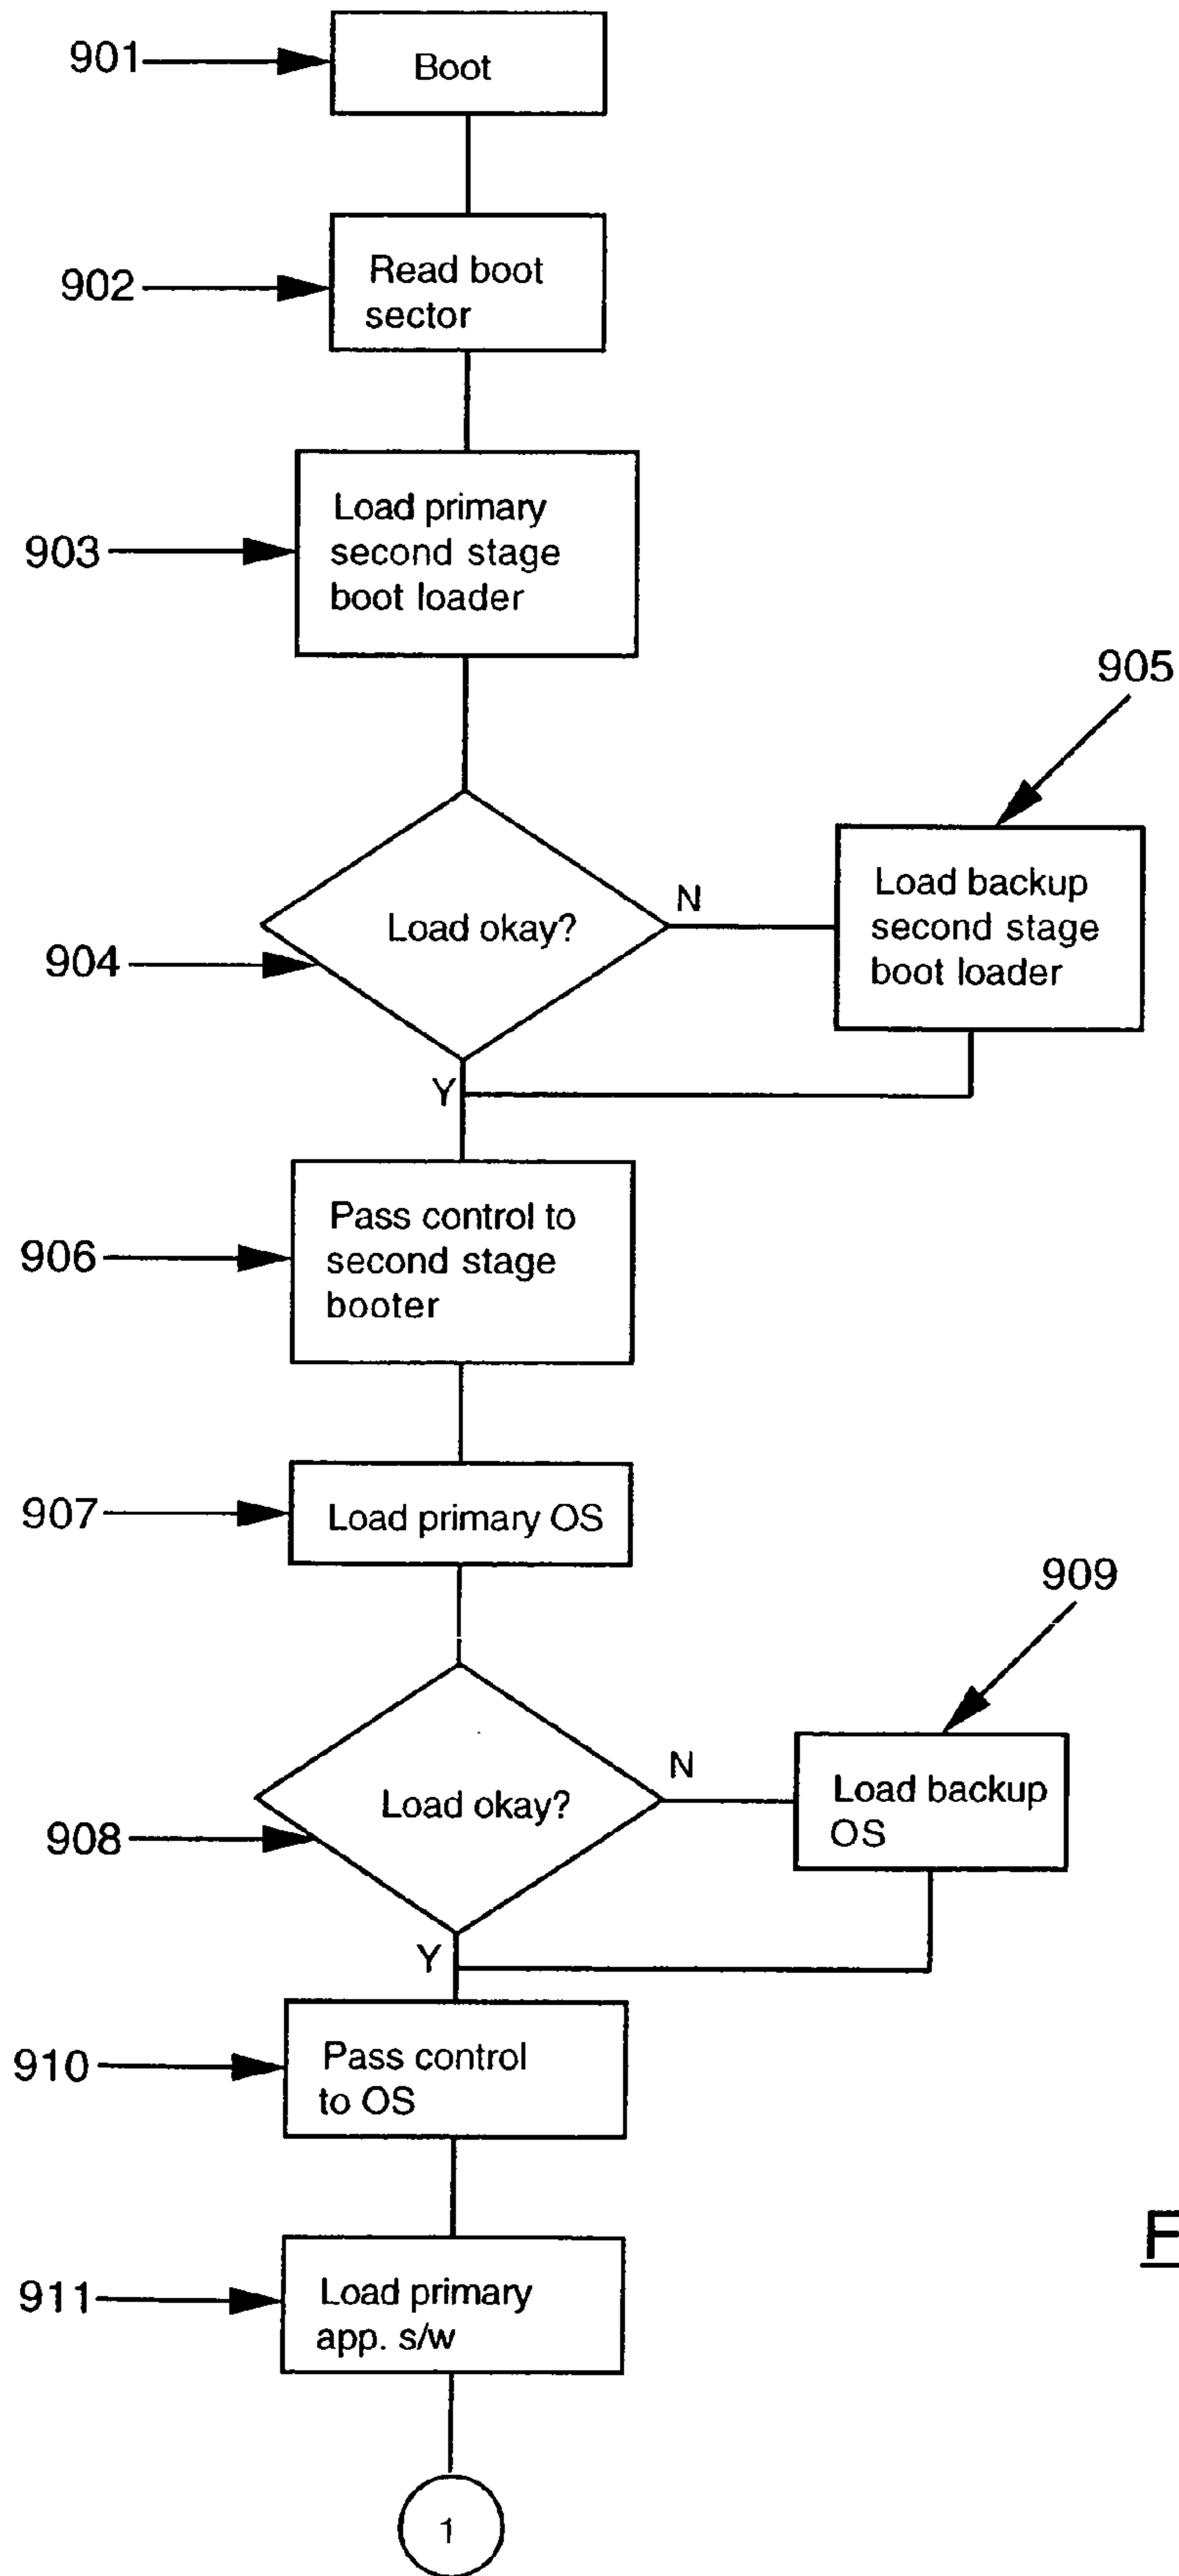 901
Boot
902
Read boot
sector
903
Load primary
second stage
boot loader
904
Load okay?
N
Y
905
Load backup
second stage
boot loader
906
Pass control to
second stage
booter
907
Load primary OS
908
Load okay?
N
Y
909
Load backup
OS
910
Pass control
to OS
911
Load primary
app. s/w
1
F